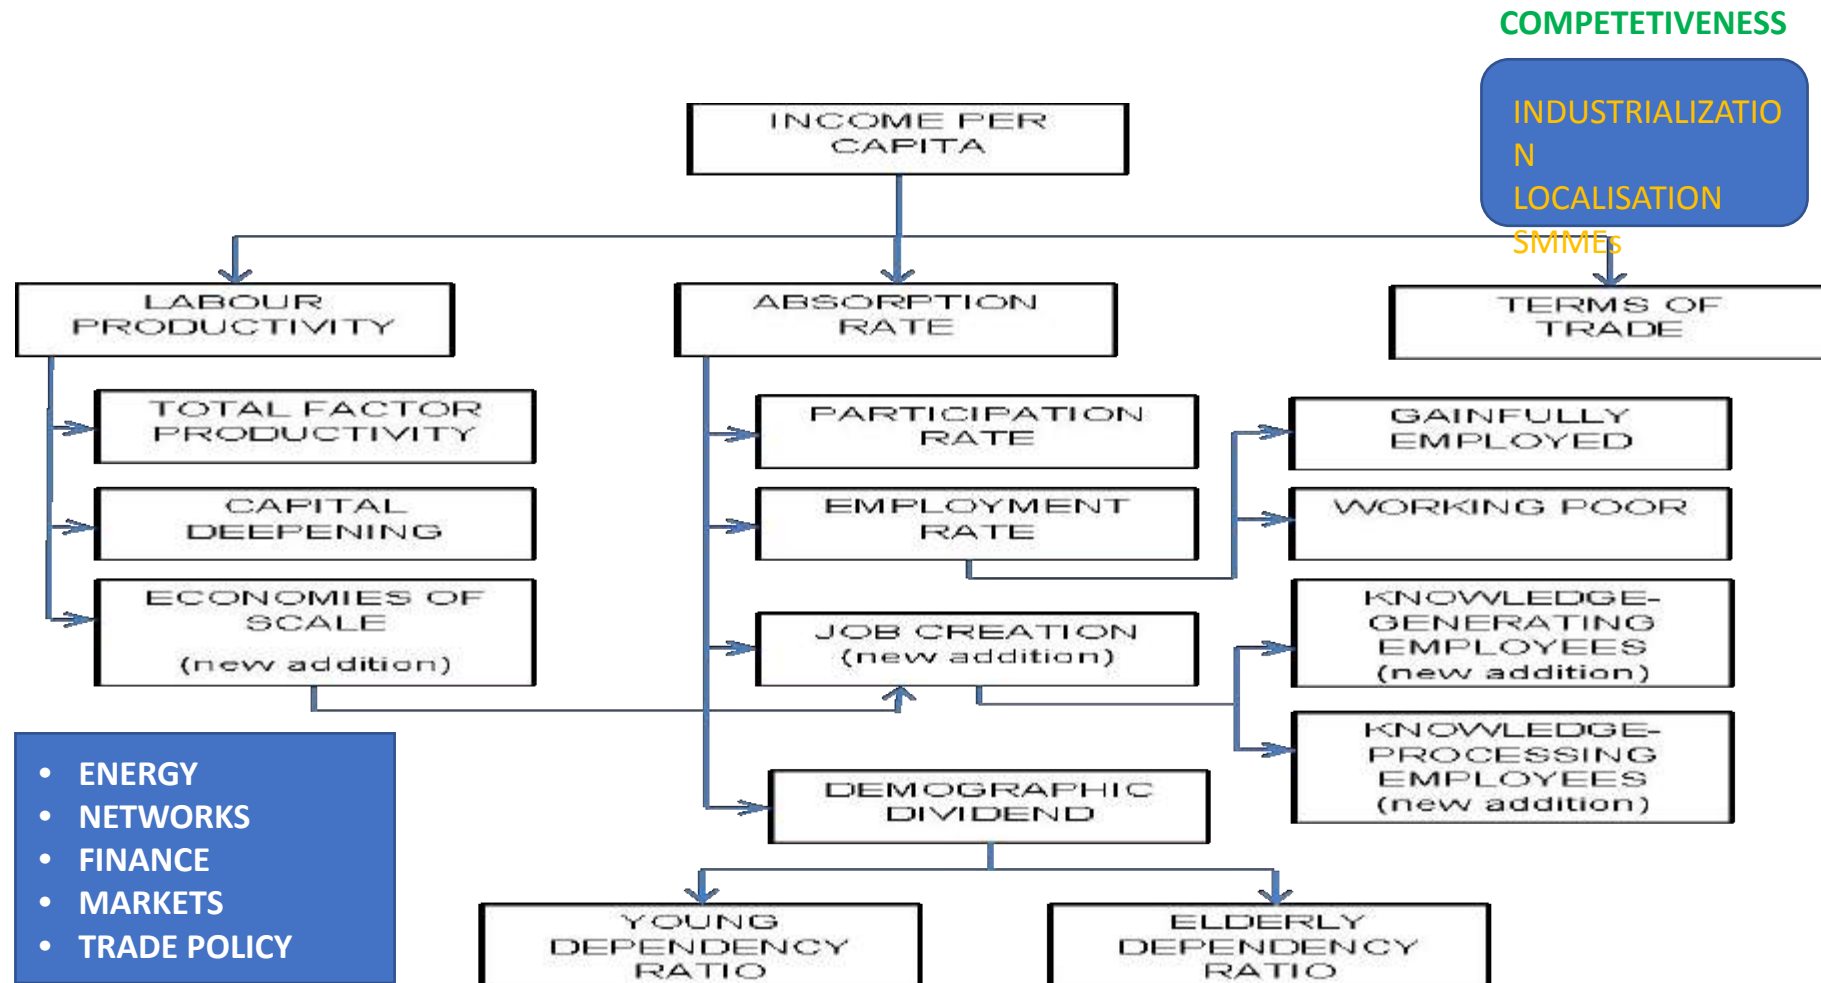 COMPETETIVENESS
INDUSTRIALIZATIO
N
LOCALISATION
SMMEs
INCOME PER
CAPITA
LABOUR
PRODUCTIVITY
ABSORPTION
RATE
TERMS OF
TRADE
TOTAL FACTOR
PRODUCTIVITY
PARTICIPATION
RATE
GAINFULLY
EMPLOYED
CAPITAL
DEEPENING
EMPLOYMENT
RATE
WORKING POOR
ECONOMIES OF
SCALE
(new addition)
JOB CREATION
(new addition)
KNOWLEDGE-
GENERATING
EMPLOYEES
(new addition)
KNOWLEDGE-
PROCESSING
EMPLOYEES
(new addition)
DEMOGRAPHIC
DIVIDEND
• ENERGY
• NETWORKS
• FINANCE
• MARKETS
• TRADE POLICY
YOUNG
DEPENDENCY
RATIO
ELDERLY
DEPENDENCY
RATIO